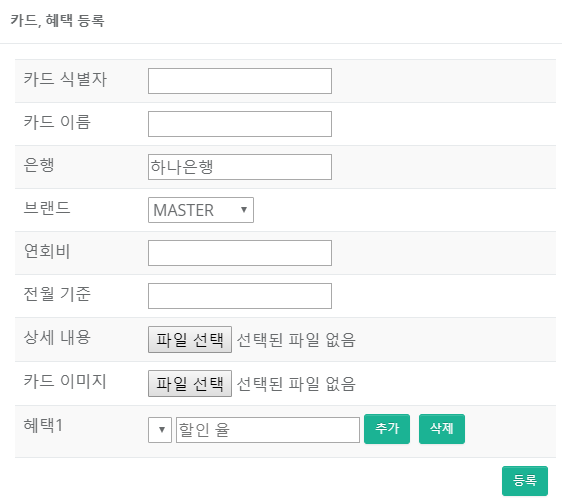 카드, 혜택 등록
카드 식별자
카드 이름
은행 하나은행
브랜드 MASTER
연회비
전월 기준
상세 내용 파일 선택 선택된 파일 없음
카드 이미지 파일 선택 선택된 파일 없음
혜택1 할인 율 추가 삭제
등록